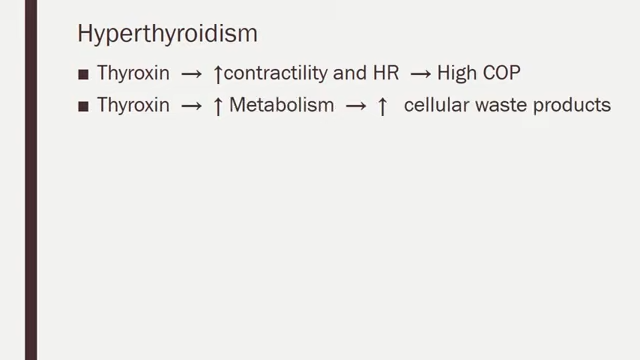 Hyperthyroidism
■ Thyroxin → ↑contractility and HR → High COP
■ Thyroxin → ↑ Metabolism → ↑ cellular waste products